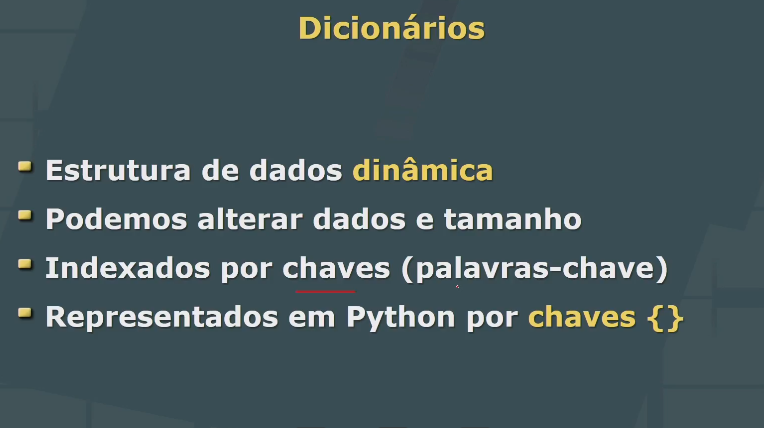 Dicionários
Estrutura de dados dinâmica
Podemos alterar dados e tamanho
Indexados por chaves (palavras-chave)
Representados em Python por chaves {}